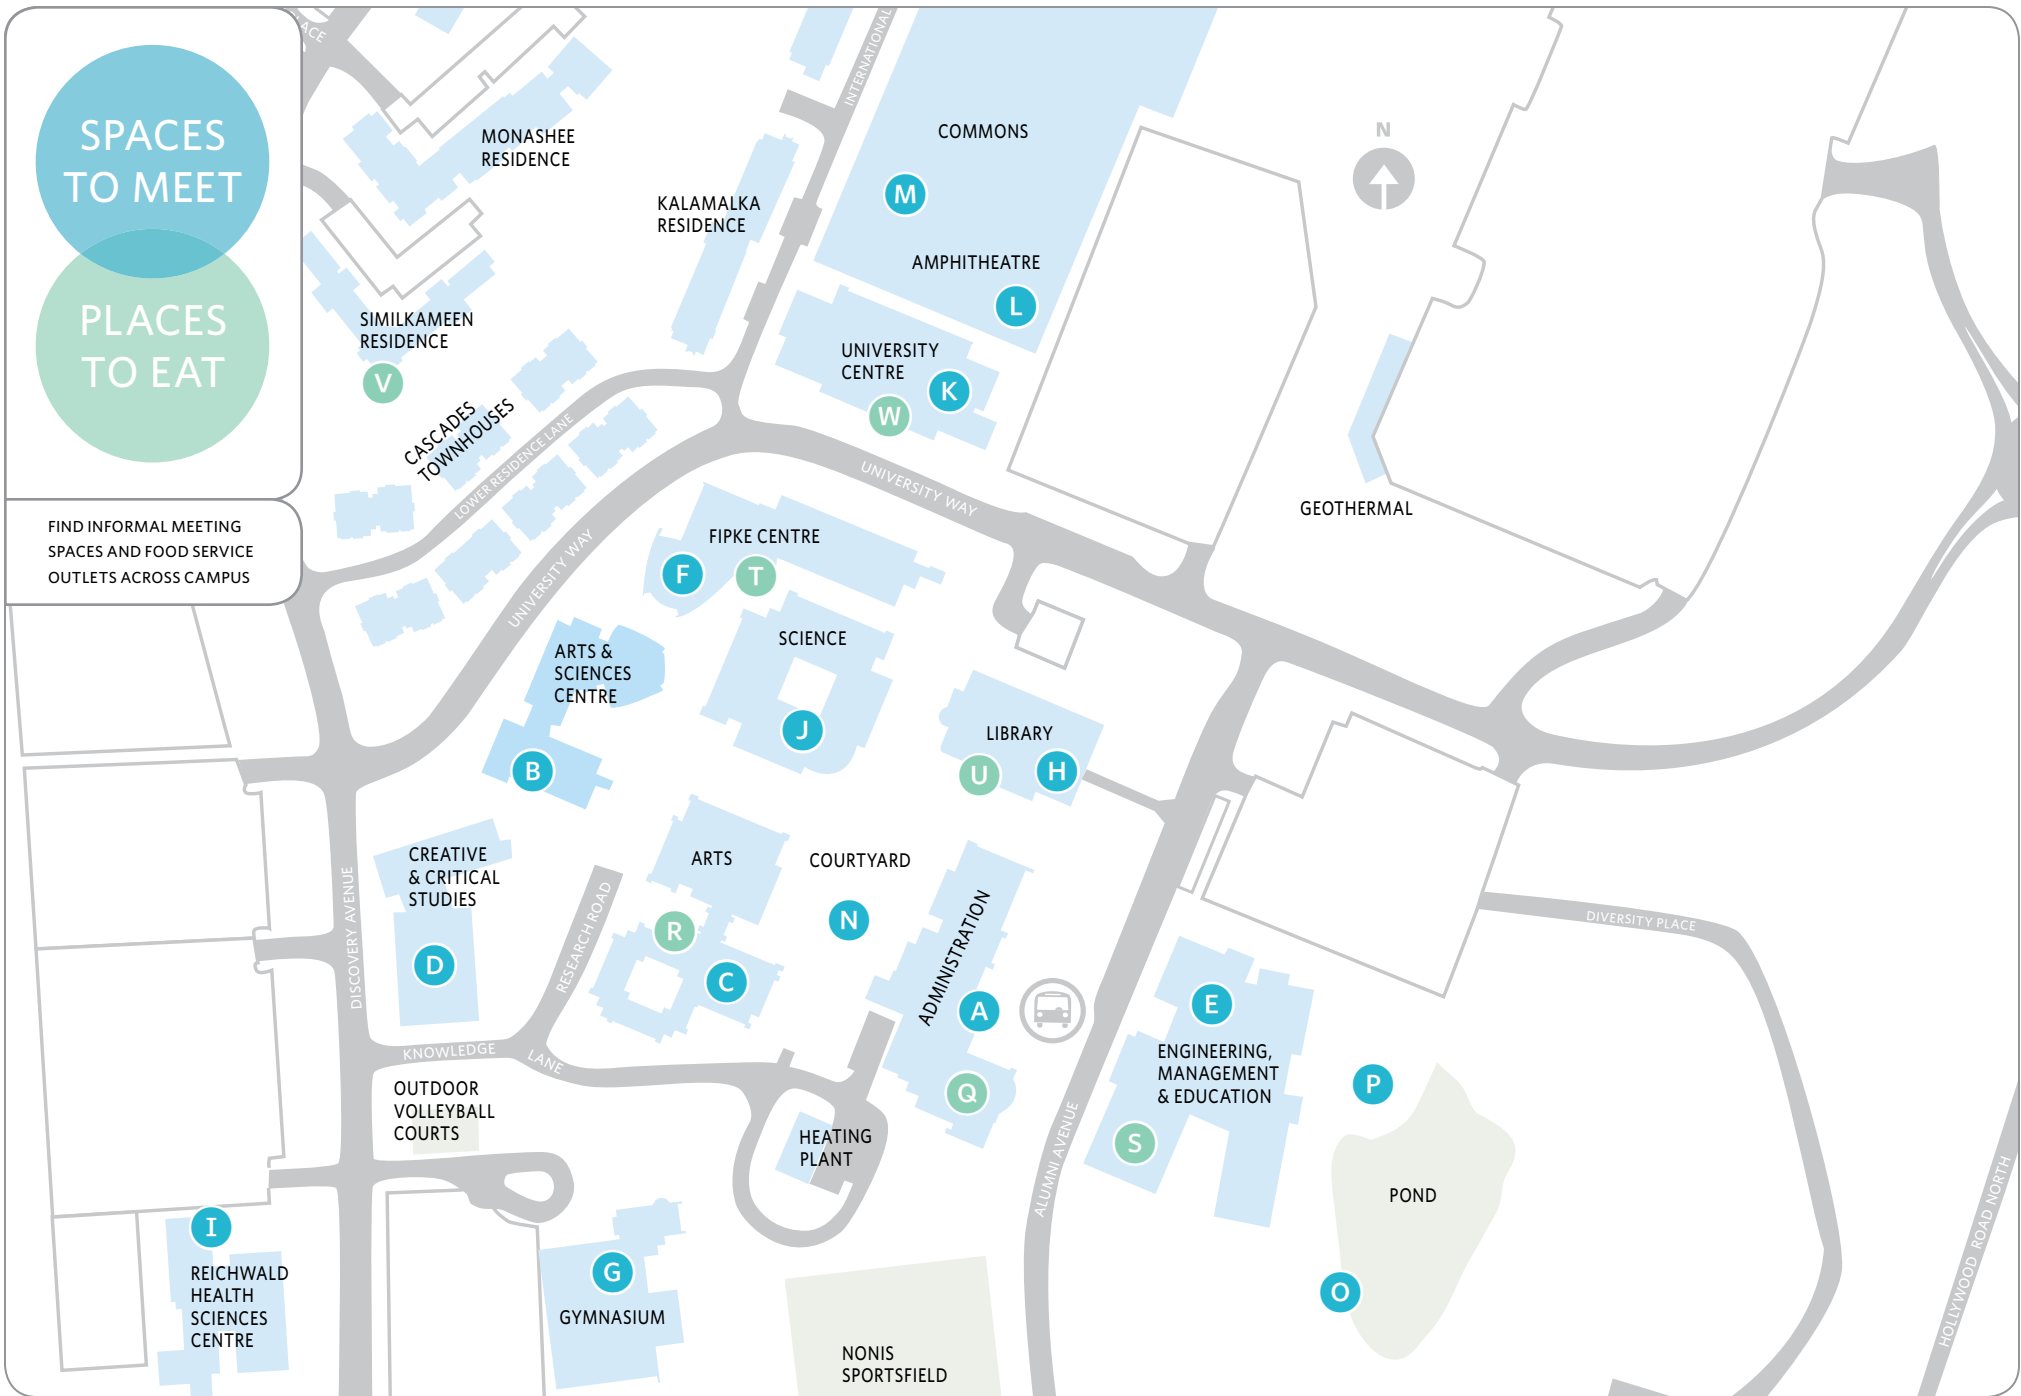 SPACES
TO MEET
PLACES
TO EAT
FIND INFORMAL MEETING
SPACES AND FOOD SERVICE
OUTLETS ACROSS CAMPUS
ACE
INTERNATIONAL
N
MONASHEE
RESIDENCE
COMMONS
M
KALAMALKA
RESIDENCE
AMPHITHEATRE
L
SIMILKAMEEN
RESIDENCE
V
UNIVERSITY
CENTRE
K
W
CASCADES
TOWNHOUSES
LOWER RESIDENCE LANE
UNIVERSITY WAY
UNIVERSITY WAY
GEOTHERMAL
FIPKE CENTRE
F
T
SCIENCE
J
ARTS &
SCIENCES
CENTRE
B
LIBRARY
U
H
CREATIVE
& CRITICAL
STUDIES
D
DISCOVERY AVENUE
RESEARCH ROAD
ARTS
R
C
COURTYARD
N
ADMINISTRATION
A
Q
DIVERSITY PLACE
E
ENGINEERING,
MANAGEMENT
& EDUCATION
S
P
POND
O
KNOWLEDGE
LANE
OUTDOOR
VOLLEYBALL
COURTS
HEATING
PLANT
ALUMNI AVENUE
HOLLYWOOD ROAD NORTH
I
REICHWALD
HEALTH
SCIENCES
CENTRE
G
GYMNASIUM
NONIS
SPORTSFIELD